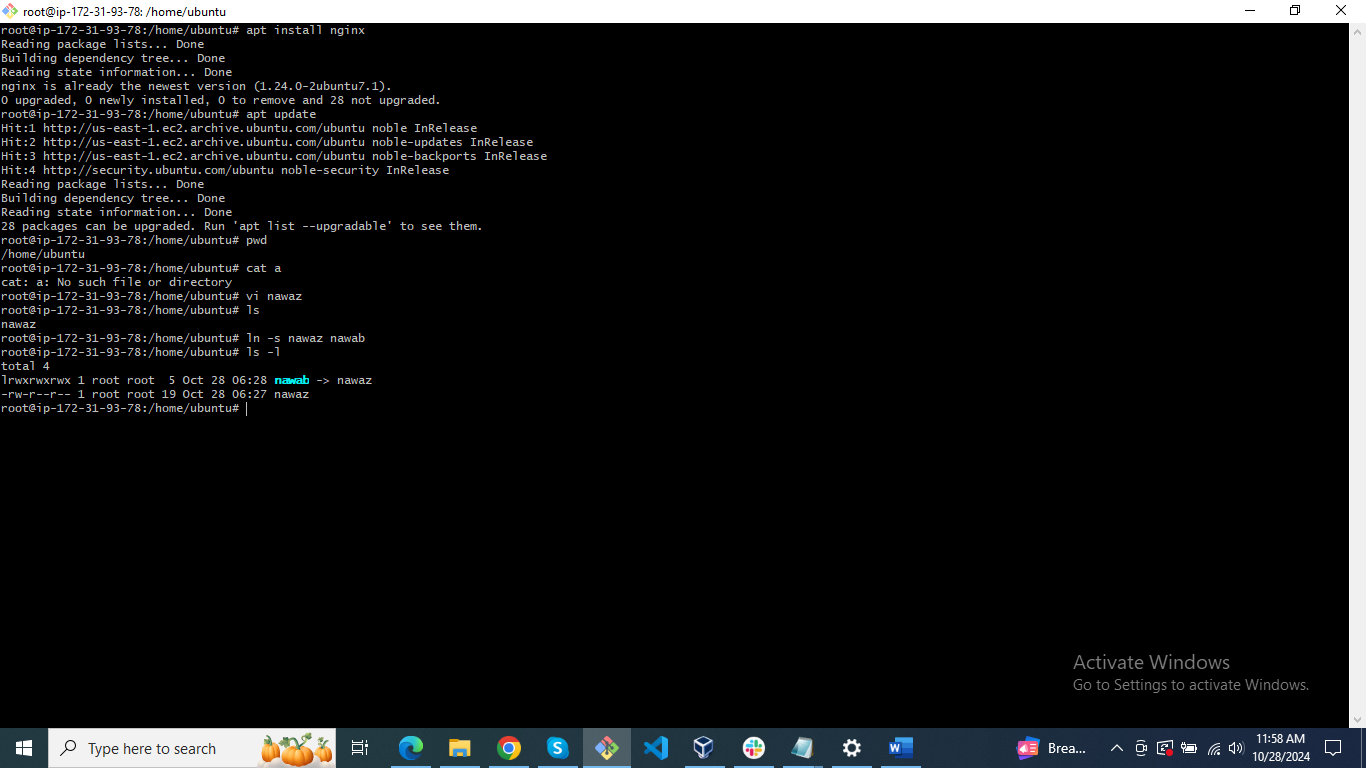 root@ip-172-31-93-78: /home/ubuntu
root@ip-172-31-93-78:/home/ubuntu# apt install nginx
Reading package lists... Done
Building dependency tree... Done
Reading state information... Done
nginx is already the newest version (1.24.0-2ubuntu7.1).
0 upgraded, 0 newly installed, 0 to remove and 28 not upgraded.
root@ip-172-31-93-78:/home/ubuntu# apt update
Hit:1 http://us-east-1.ec2.archive.ubuntu.com/ubuntu noble InRelease
Hit:2 http://us-east-1.ec2.archive.ubuntu.com/ubuntu noble-updates InRelease
Hit:3 http://us-east-1.ec2.archive.ubuntu.com/ubuntu noble-backports InRelease
Hit:4 http://security.ubuntu.com/ubuntu noble-security InRelease
Reading package lists... Done
Building dependency tree... Done
Reading state information... Done
28 packages can be upgraded. Run 'apt list --upgradable' to see them.
root@ip-172-31-93-78:/home/ubuntu# pwd
/home/ubuntu
root@ip-172-31-93-78:/home/ubuntu# cat a
cat: a: No such file or directory
root@ip-172-31-93-78:/home/ubuntu# vi nawaz
root@ip-172-31-93-78:/home/ubuntu# ls
nawaz
root@ip-172-31-93-78:/home/ubuntu# ln -s nawaz nawab
root@ip-172-31-93-78:/home/ubuntu# ls -l
total 4
lrwxrwxrwx 1 root root  5 Oct 28 06:28 nawab -> nawaz
-rw-r--r-- 1 root root 19 Oct 28 06:27 nawaz
root@ip-172-31-93-78:/home/ubuntu#
Activate Windows
Go to Settings to activate Windows.
Type here to search
Brea...
11:58 AM
10/28/2024